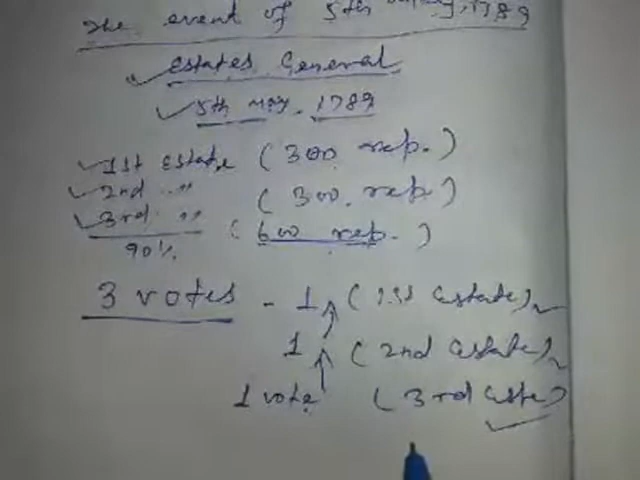 The event of 5th May, 1789
Estates General
5th May. 1789
1st Estate (300 rep.)
2nd " (300. rep.)
3rd " (600 rep.)
90%.
3 votes - 1 (1st Estate)
1 (2nd Estate)
1 vote (3rd Este)